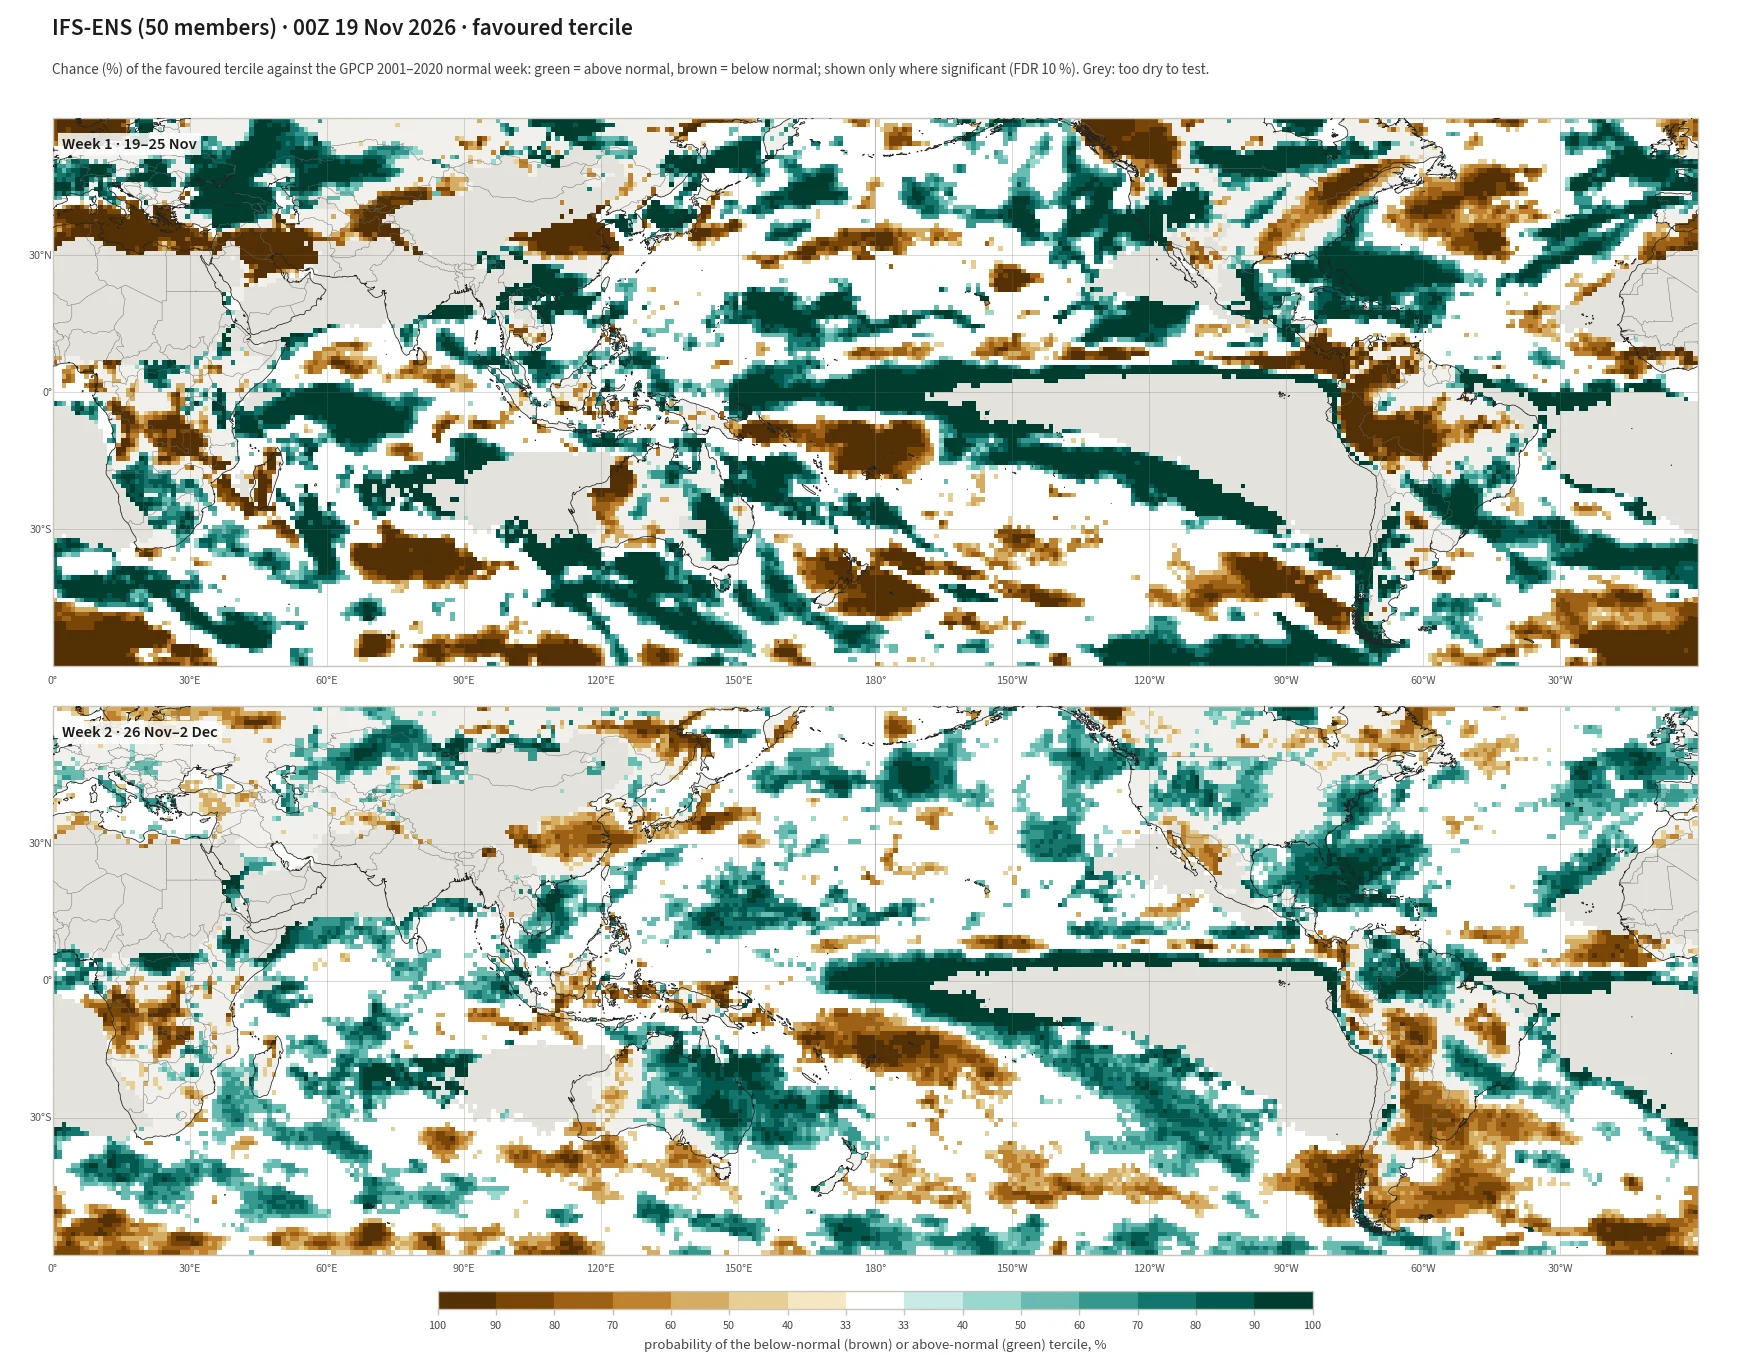 IFS-ENS (50 members) · 00Z 19 Nov 2026 · favoured tercile
Chance (%) of the favoured tercile against the GPCP 2001–2020 normal week: green = above normal, brown = below normal; shown only where significant (FDR 10 %). Grey: too dry to test.
Week 1 · 19–25 Nov
30°N
0°
30°S
0° 30°E 60°E 90°E 120°E 150°E 180° 150°W 120°W 90°W 60°W 30°W
Week 2 · 26 Nov–2 Dec
30°N
0°
30°S
0° 30°E 60°E 90°E 120°E 150°E 180° 150°W 120°W 90°W 60°W 30°W
100 90 80 70 60 50 40 33 33 40 50 60 70 80 90 100
probability of the below-normal (brown) or above-normal (green) tercile, %